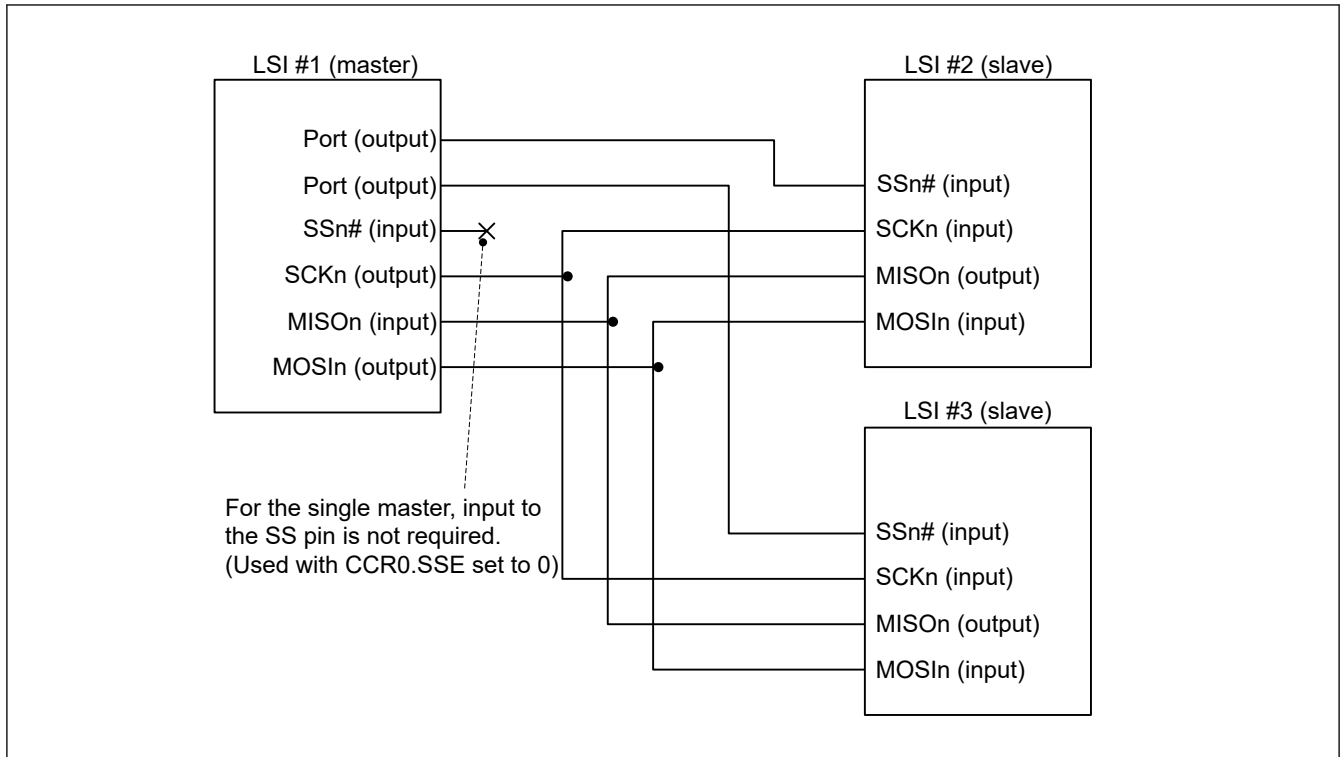 LSI #1 (master)
Port (output)
Port (output)
SSn# (input)
SCKn (output)
MISOn (input)
MOSIn (output)
For the single master, input to
the SS pin is not required.
(Used with CCR0.SSE set to 0)
LSI #2 (slave)
SSn# (input)
SCKn (input)
MISOn (output)
MOSIn (input)
LSI #3 (slave)
SSn# (input)
SCKn (input)
MISOn (output)
MOSIn (input)